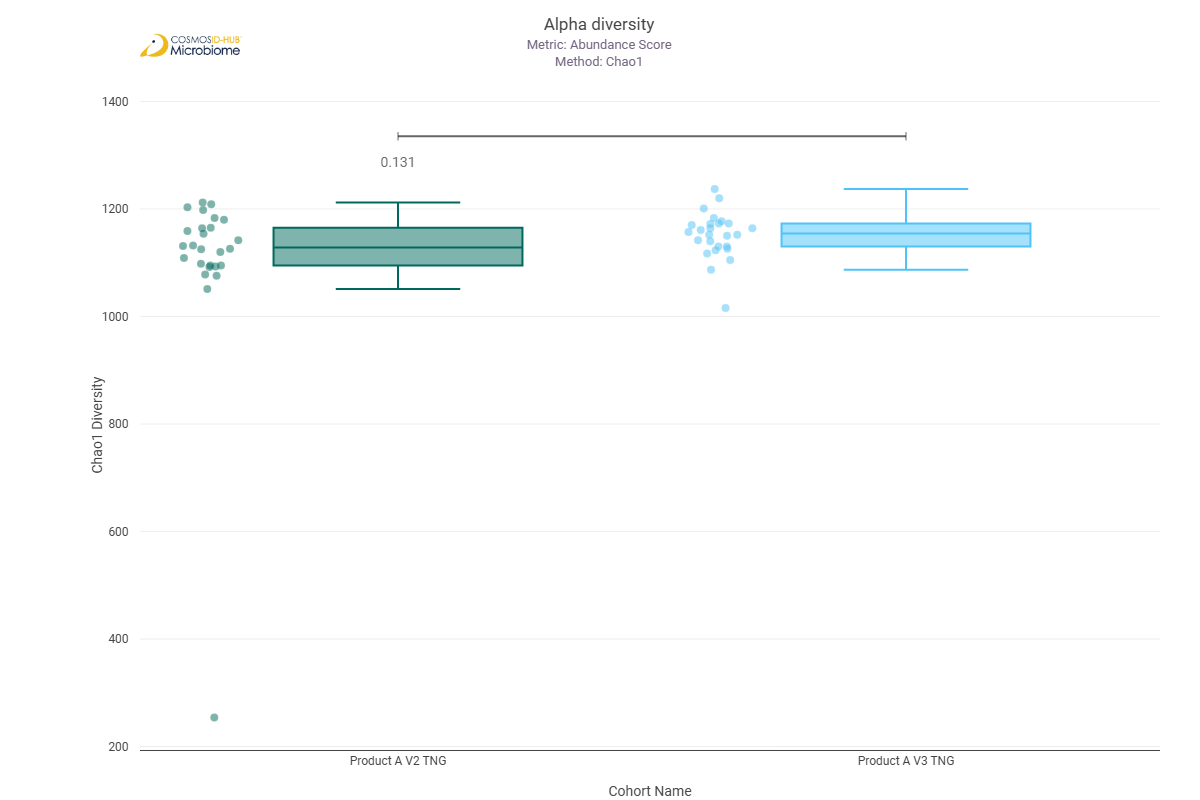 Alpha diversity
Metric: Abundance Score
Method: Chao1
COSMOSID-HUB
Microbiome
1400
0.131
1200
1000
800
600
400
200
Chao1 Diversity
Product A V2 TNG
Product A V3 TNG
Cohort Name